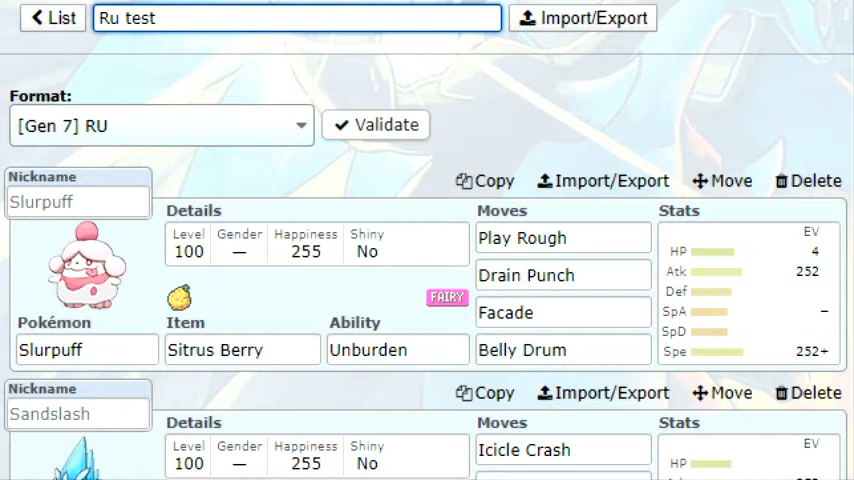 List
Ru test
Import/Export
Format:
[Gen 7] RU
Validate
Nickname
Slurpuff
Copy
Import/Export
Move
Delete
Details
Moves
Stats
Level
Gender
Happiness
Shiny
100
—
255
No
Play Rough
Drain Punch
Facade
Belly Drum
EV
HP 4
Atk 252
Def
SpA –
SpD
Spe 252+
FAIRY
Pokémon
Item
Ability
Slurpuff
Sitrus Berry
Unburden
Nickname
Sandslash
Copy
Import/Export
Move
Delete
Details
Moves
Stats
Level
Gender
Happiness
Shiny
100
—
255
No
Icicle Crash
EV
HP